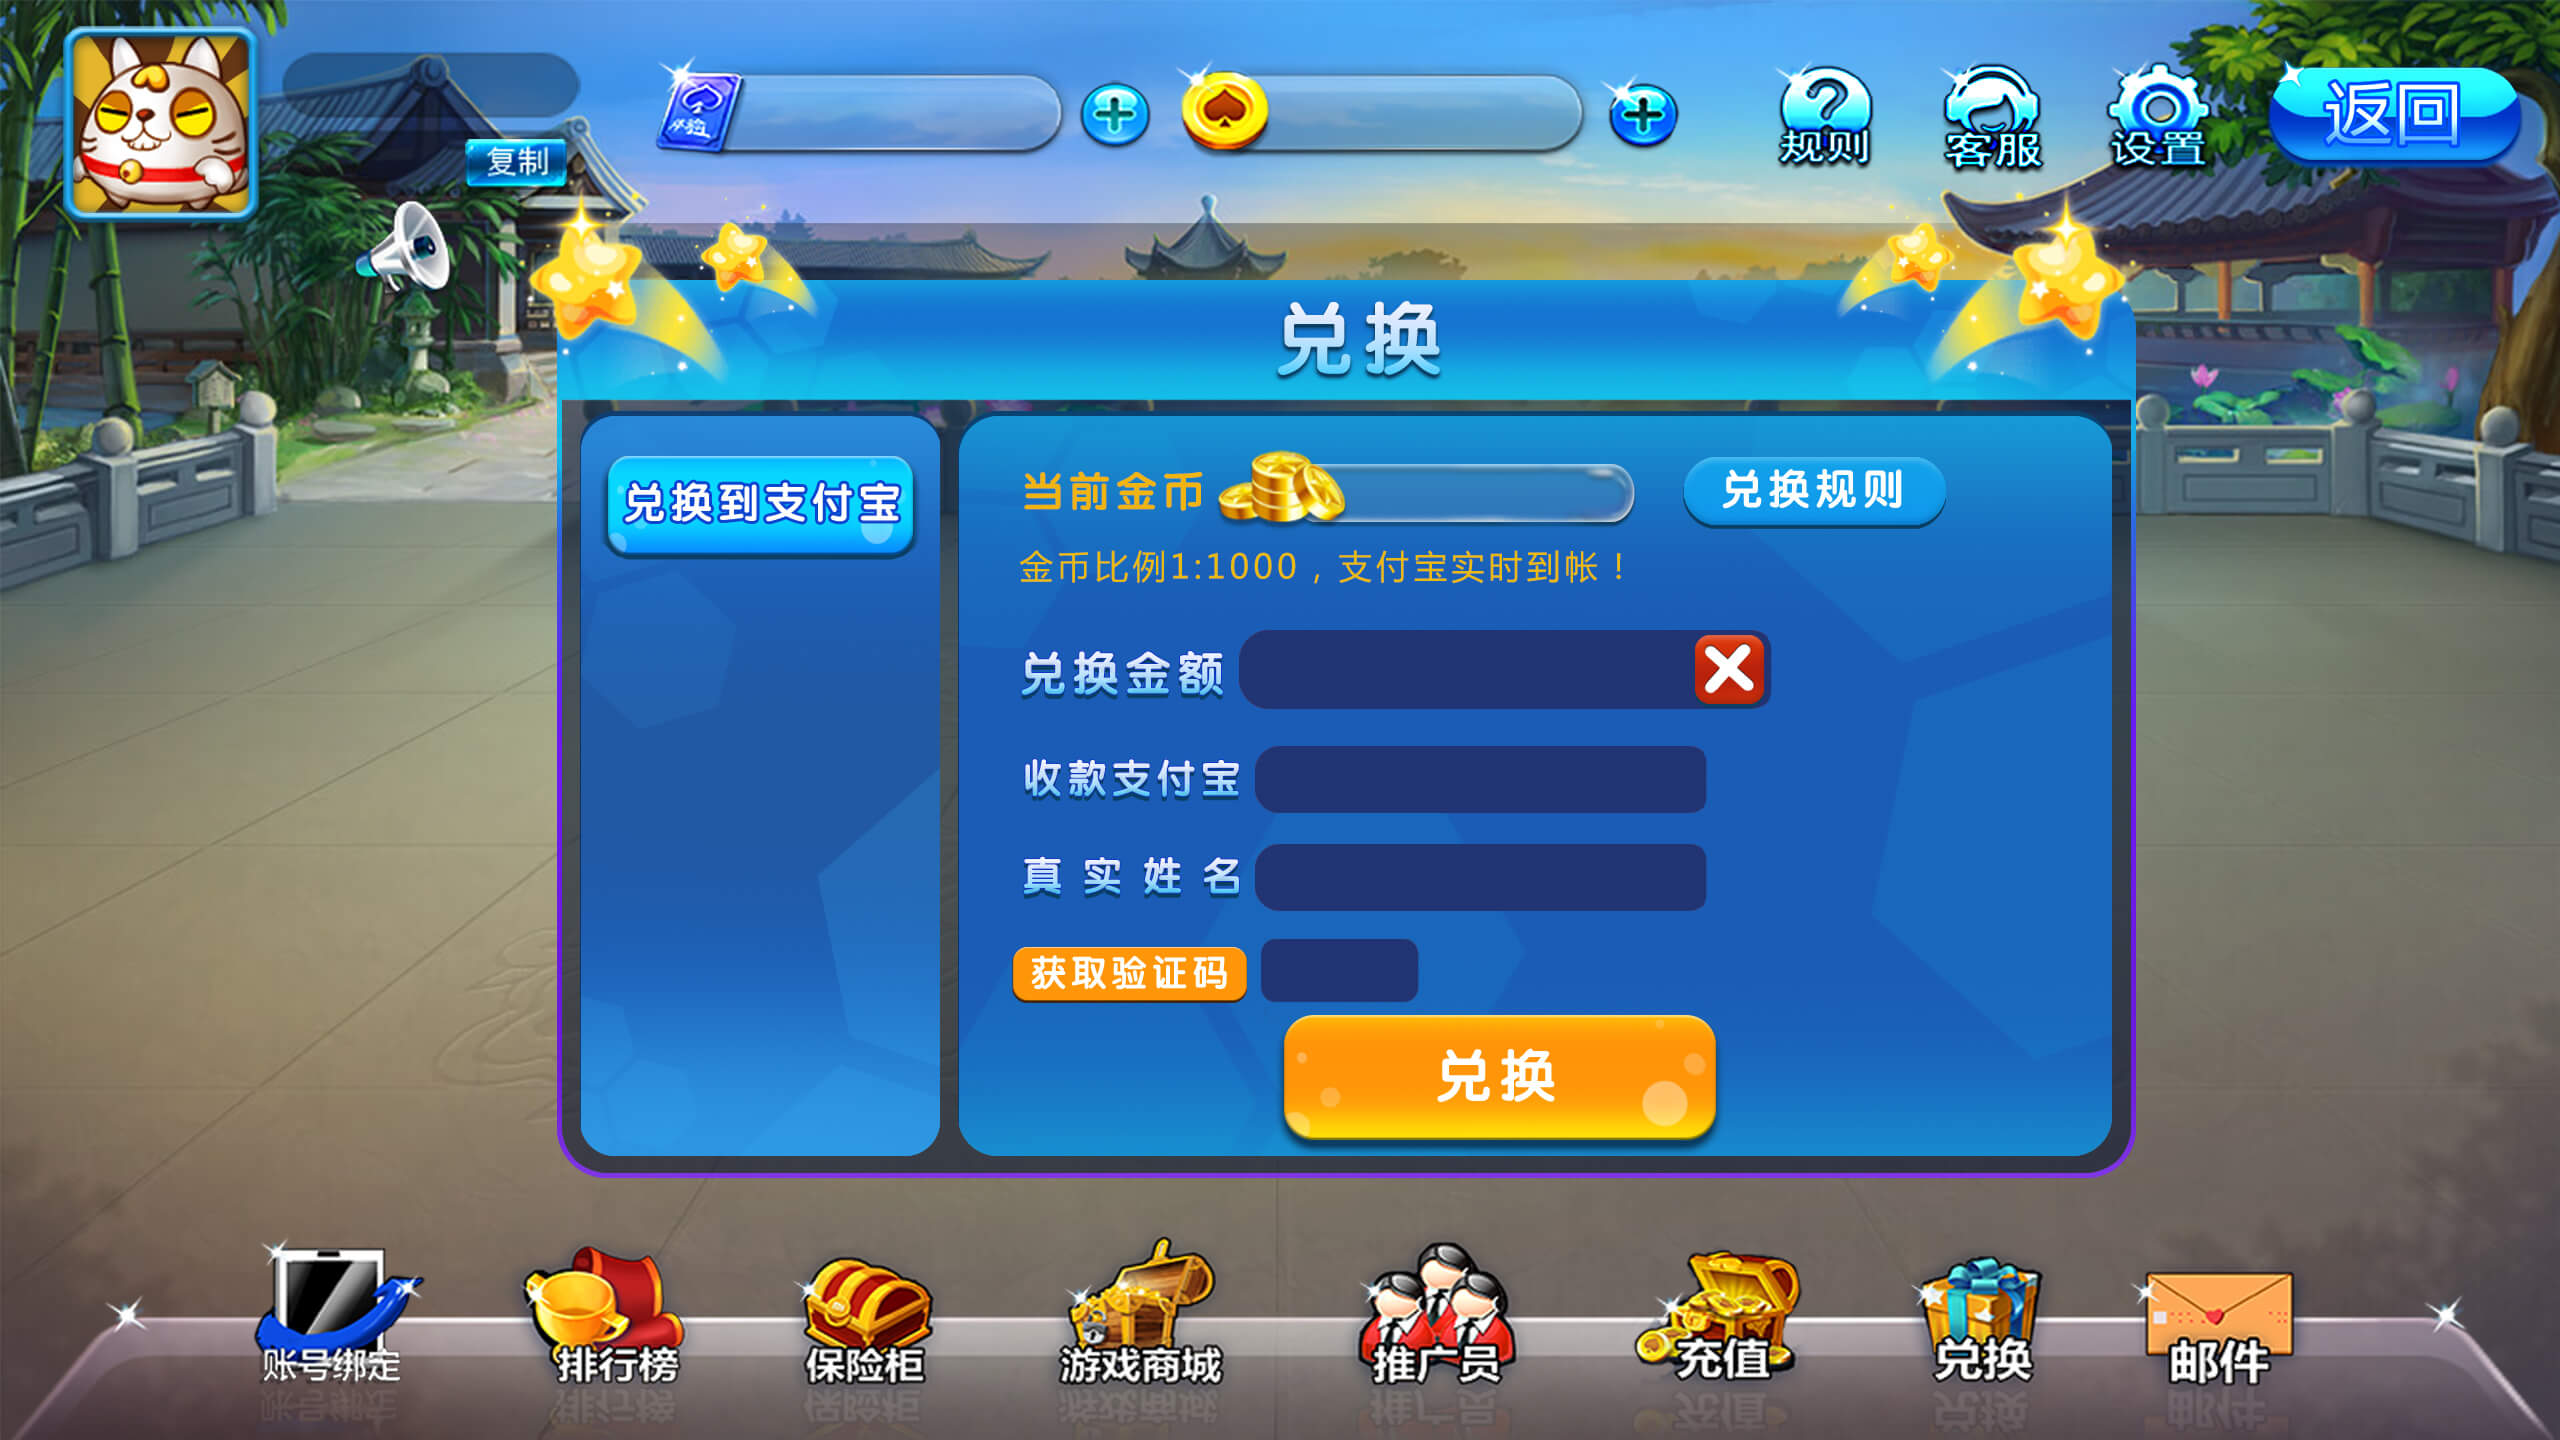 复制
体验
规则
客服
设置
返回
兑换
兑换到支付宝
当前金币
兑换规则
金币比例1:1000，支付宝实时到帐！
兑换金额
收款支付宝
真实姓名
获取验证码
兑换
账号绑定
排行榜
保险柜
游戏商城
推广员
充值
兑换
邮件